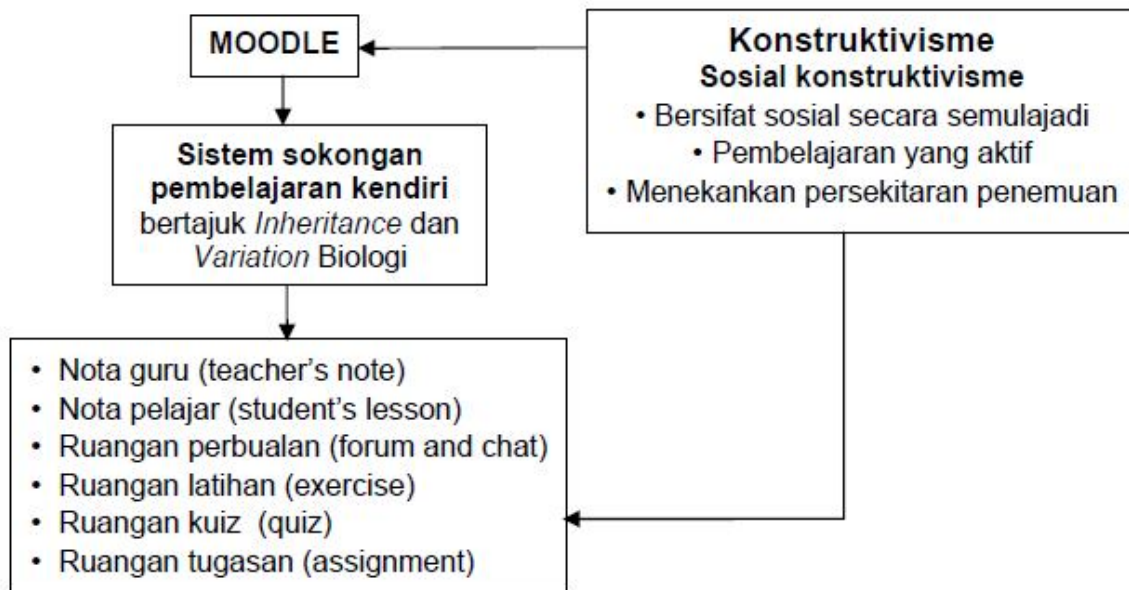 MOODLE
Konstruktivisme
Sosial konstruktivisme
• Bersifat sosial secara semulajadi
• Pembelajaran yang aktif
• Menekankan persekitaran penemuan
Sistem sokongan
pembelajaran kendiri
bertajuk Inheritance dan
Variation Biologi
• Nota guru (teacher's note)
• Nota pelajar (student's lesson)
• Ruangan perbualan (forum and chat)
• Ruangan latihan (exercise)
• Ruangan kuiz (quiz)
• Ruangan tugasan (assignment)